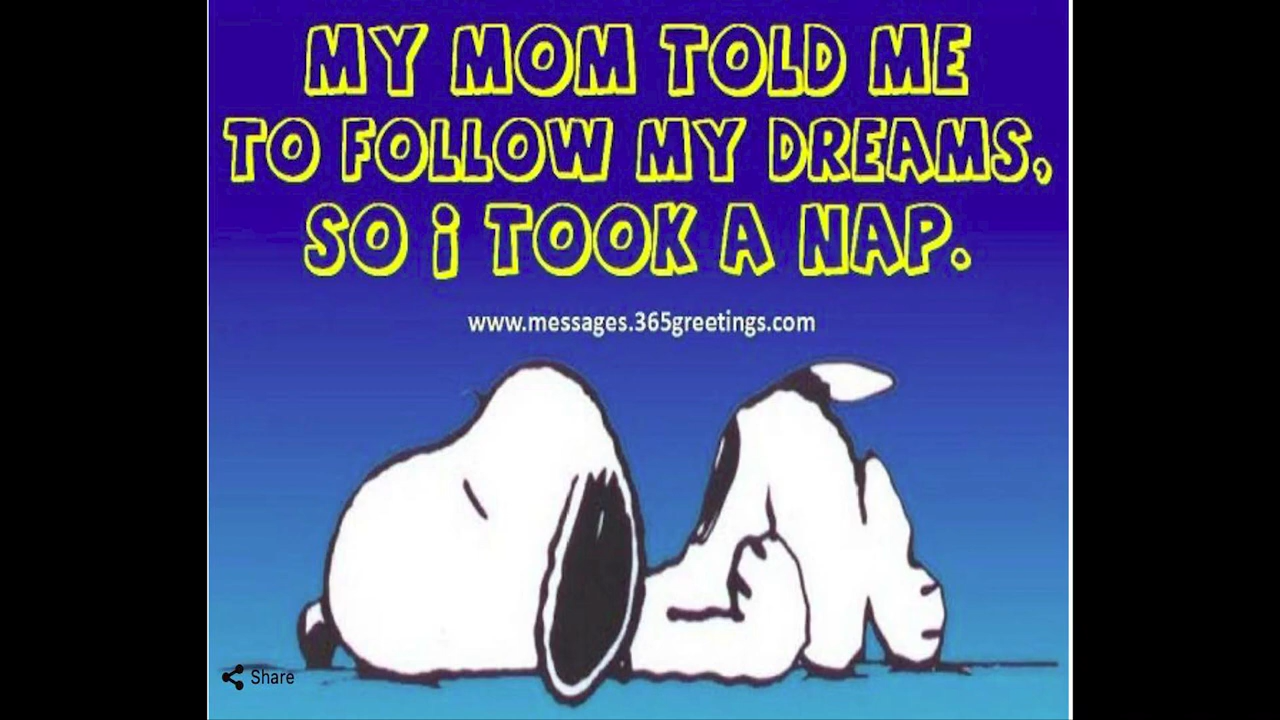 MY MOM TOLD ME
TO FOLLOW MY DREAMS,
SO i TOOK A NAP.
www.messages.365greetings.com
Share